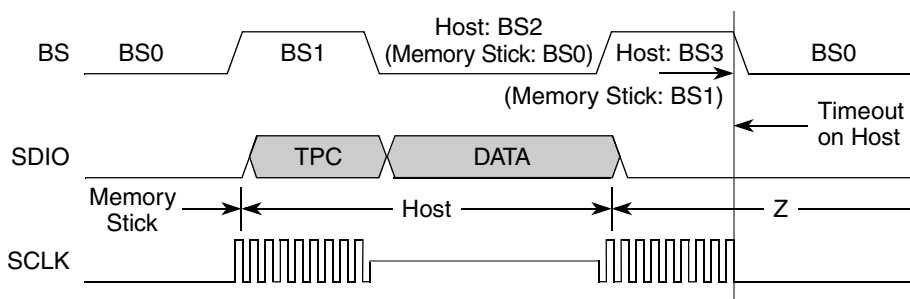 BS
BS0
BS1
Host: BS2
(Memory Stick: BS0)
Host: BS3
(Memory Stick: BS1)
BS0
Timeout
on Host
SDIO
TPC
DATA
Memory
Stick
Host
Z
SCLK